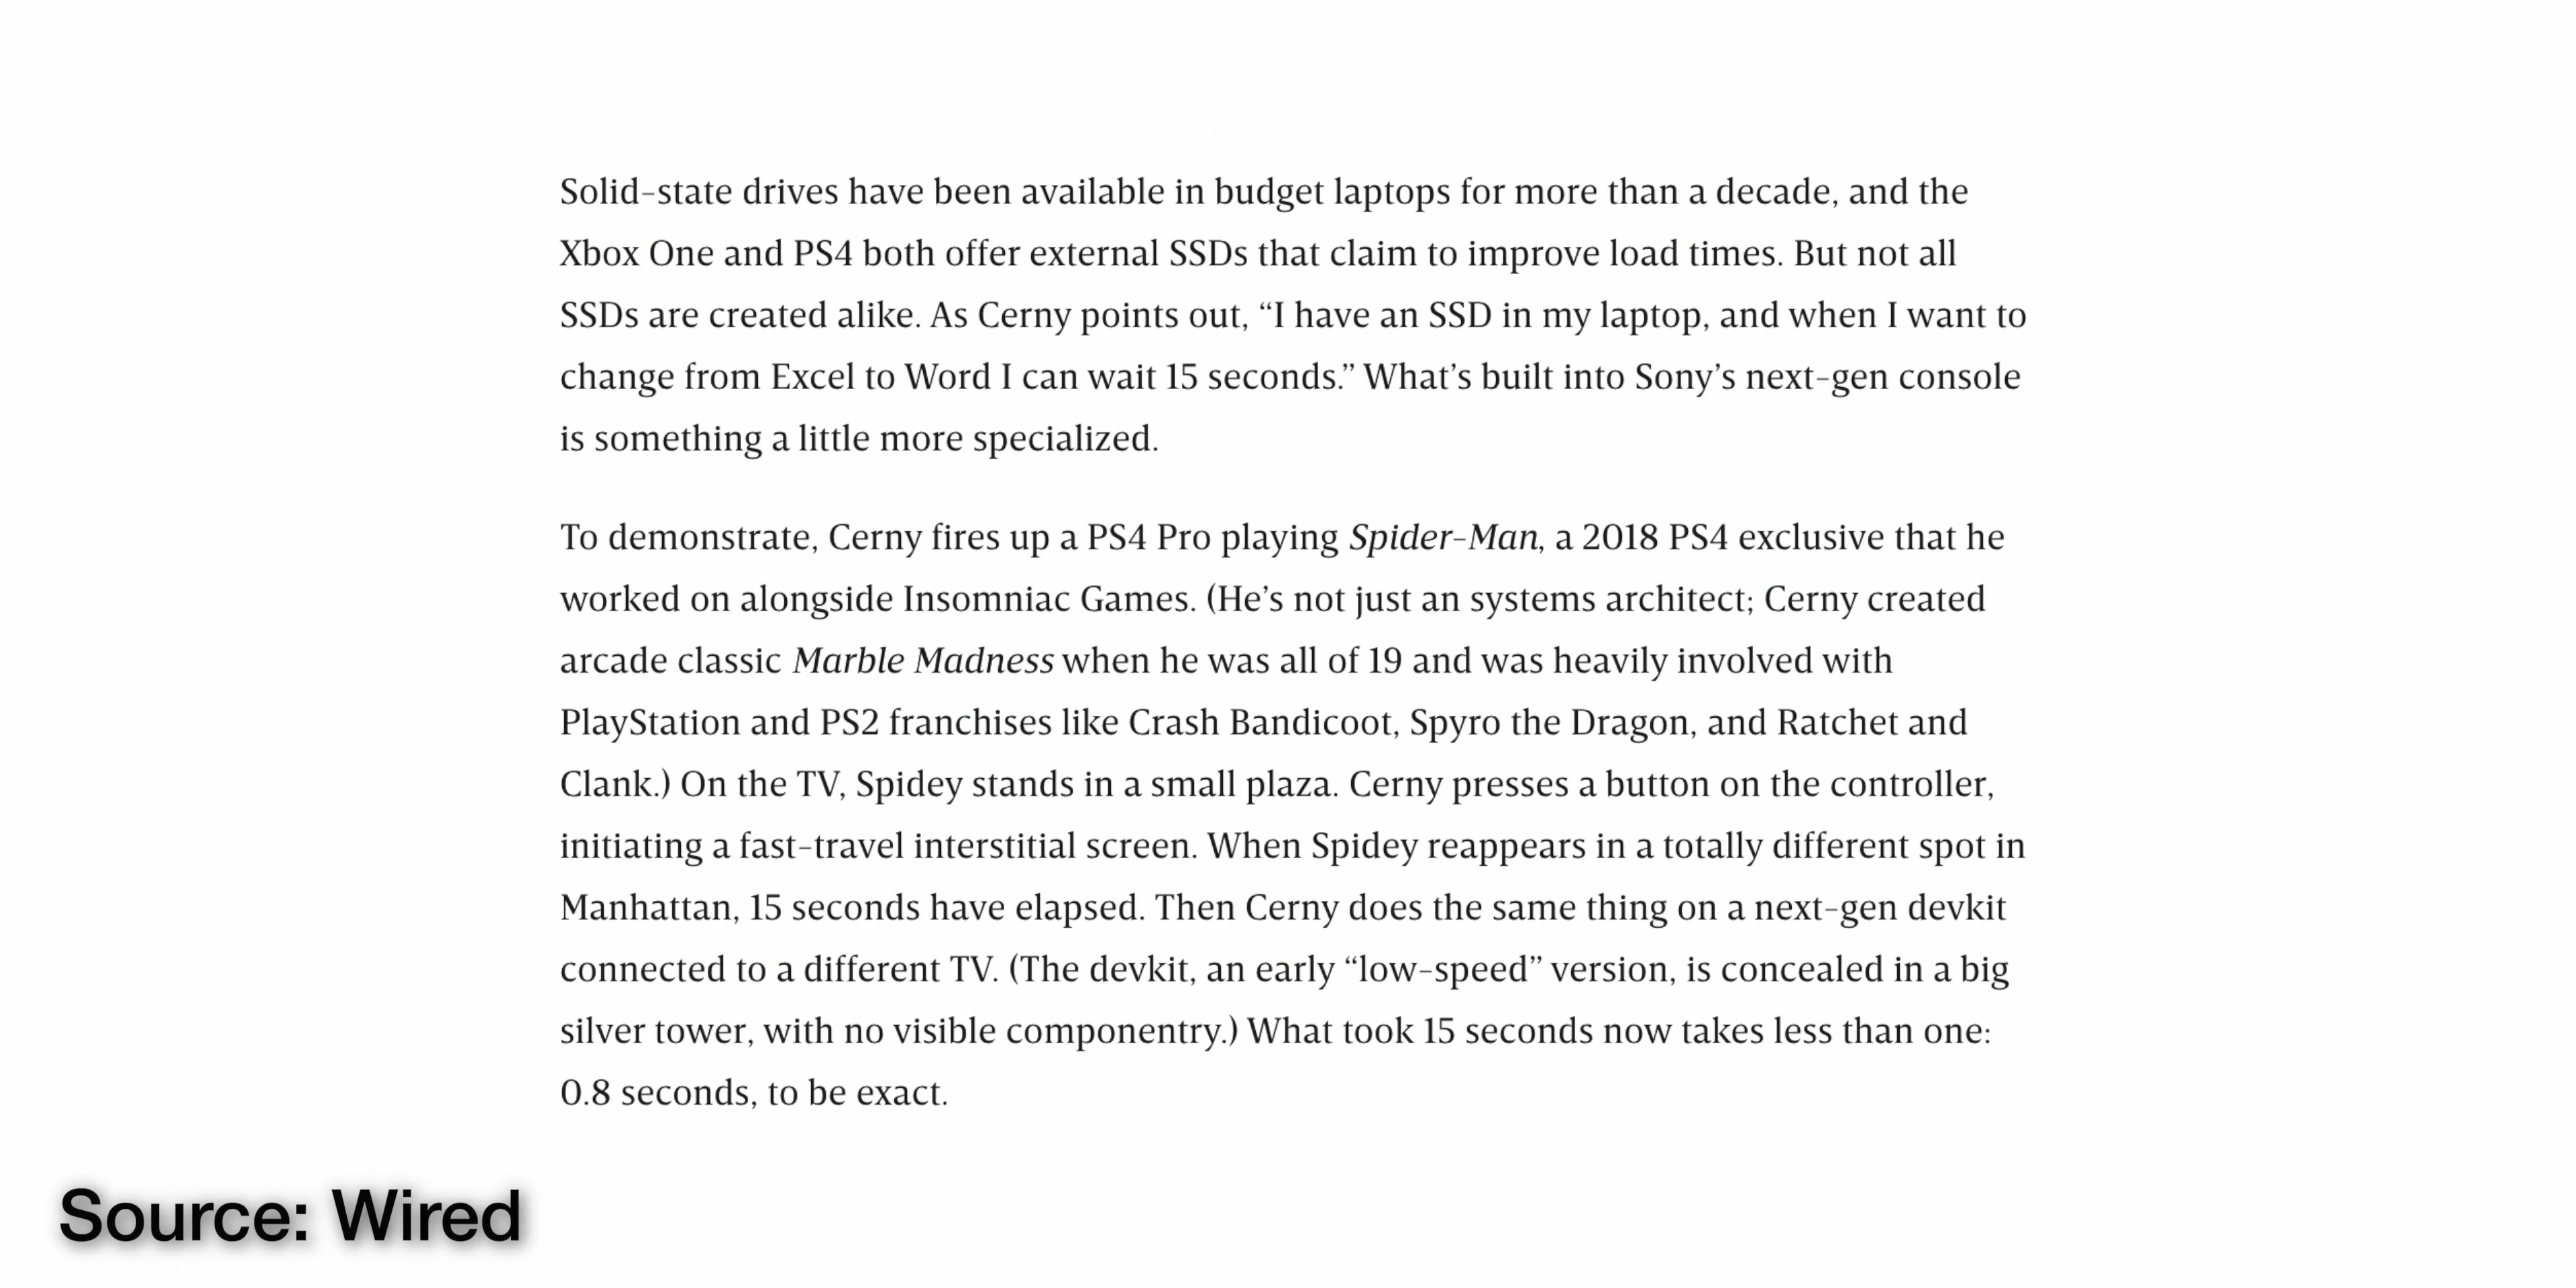 Solid-state drives have been available in budget laptops for more than a decade, and the
Xbox One and PS4 both offer external SSDs that claim to improve load times. But not all
SSDs are created alike. As Cerny points out, “I have an SSD in my laptop, and when I want to
change from Excel to Word I can wait 15 seconds.” What’s built into Sony’s next-gen console
is something a little more specialized.
To demonstrate, Cerny fires up a PS4 Pro playing Spider-Man, a 2018 PS4 exclusive that he
worked on alongside Insomniac Games. (He’s not just an systems architect; Cerny created
arcade classic Marble Madness when he was all of 19 and was heavily involved with
PlayStation and PS2 franchises like Crash Bandicoot, Spyro the Dragon, and Ratchet and
Clank.) On the TV, Spidey stands in a small plaza. Cerny presses a button on the controller,
initiating a fast-travel interstitial screen. When Spidey reappears in a totally different spot in
Manhattan, 15 seconds have elapsed. Then Cerny does the same thing on a next-gen devkit
connected to a different TV. (The devkit, an early “low-speed” version, is concealed in a big
silver tower, with no visible componentry.) What took 15 seconds now takes less than one:
0.8 seconds, to be exact.
Source: Wired